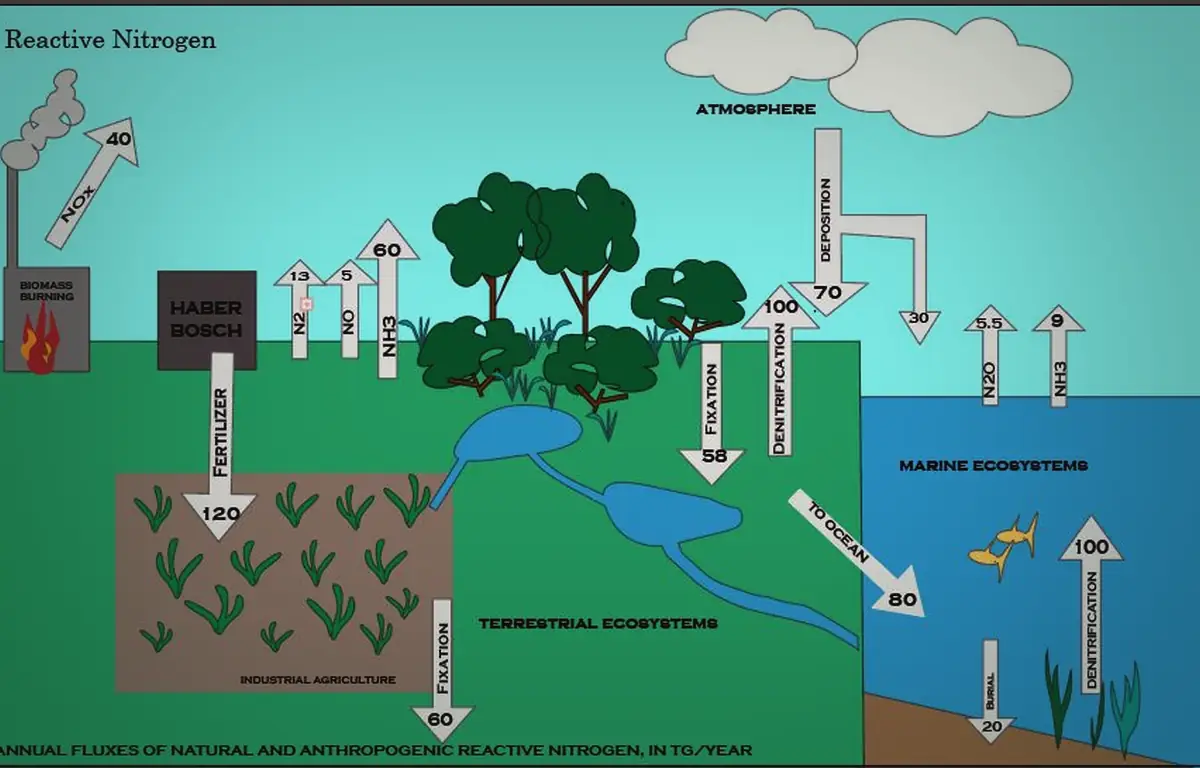 Reactive Nitrogen
ATMOSPHERE
40
NOx
DEPOSITION
70
30
BIOMASS
BURNING
HABER
BOSCH
13
N2
5
NO
60
NH3
100
DENITRIFICATION
5.5
N2O
9
NH3
FERTILIZER
120
FIXATION
58
MARINE ECOSYSTEMS
TO OCEAN
80
100
DENITRIFICATION
TERRESTRIAL ECOSYSTEMS
FIXATION
60
INDUSTRIAL AGRICULTURE
BURIAL
20
ANNUAL FLUXES OF NATURAL AND ANTHROPOGENIC REACTIVE NITROGEN, IN TG/YEAR